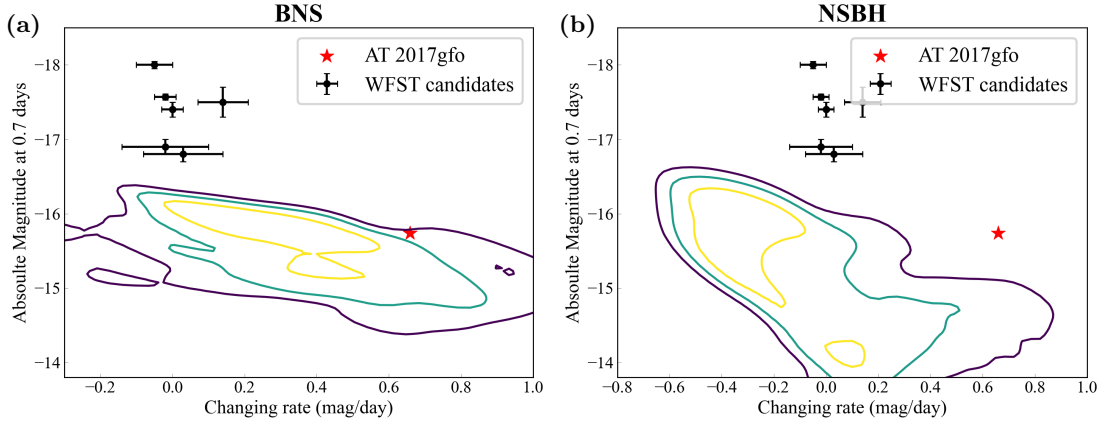 (a)
BNS
AT 2017gfo
WFST candidates
Absoulte Magnitude at 0.7 days
−18
−17
−16
−15
−14
−0.2
0.0
0.2
0.4
0.6
0.8
1.0
Changing rate (mag/day)
(b)
NSBH
AT 2017gfo
WFST candidates
Absoulte Magnitude at 0.7 days
−18
−17
−16
−15
−14
−0.8
−0.6
−0.4
−0.2
0.0
0.2
0.4
0.6
0.8
1.0
Changing rate (mag/day)